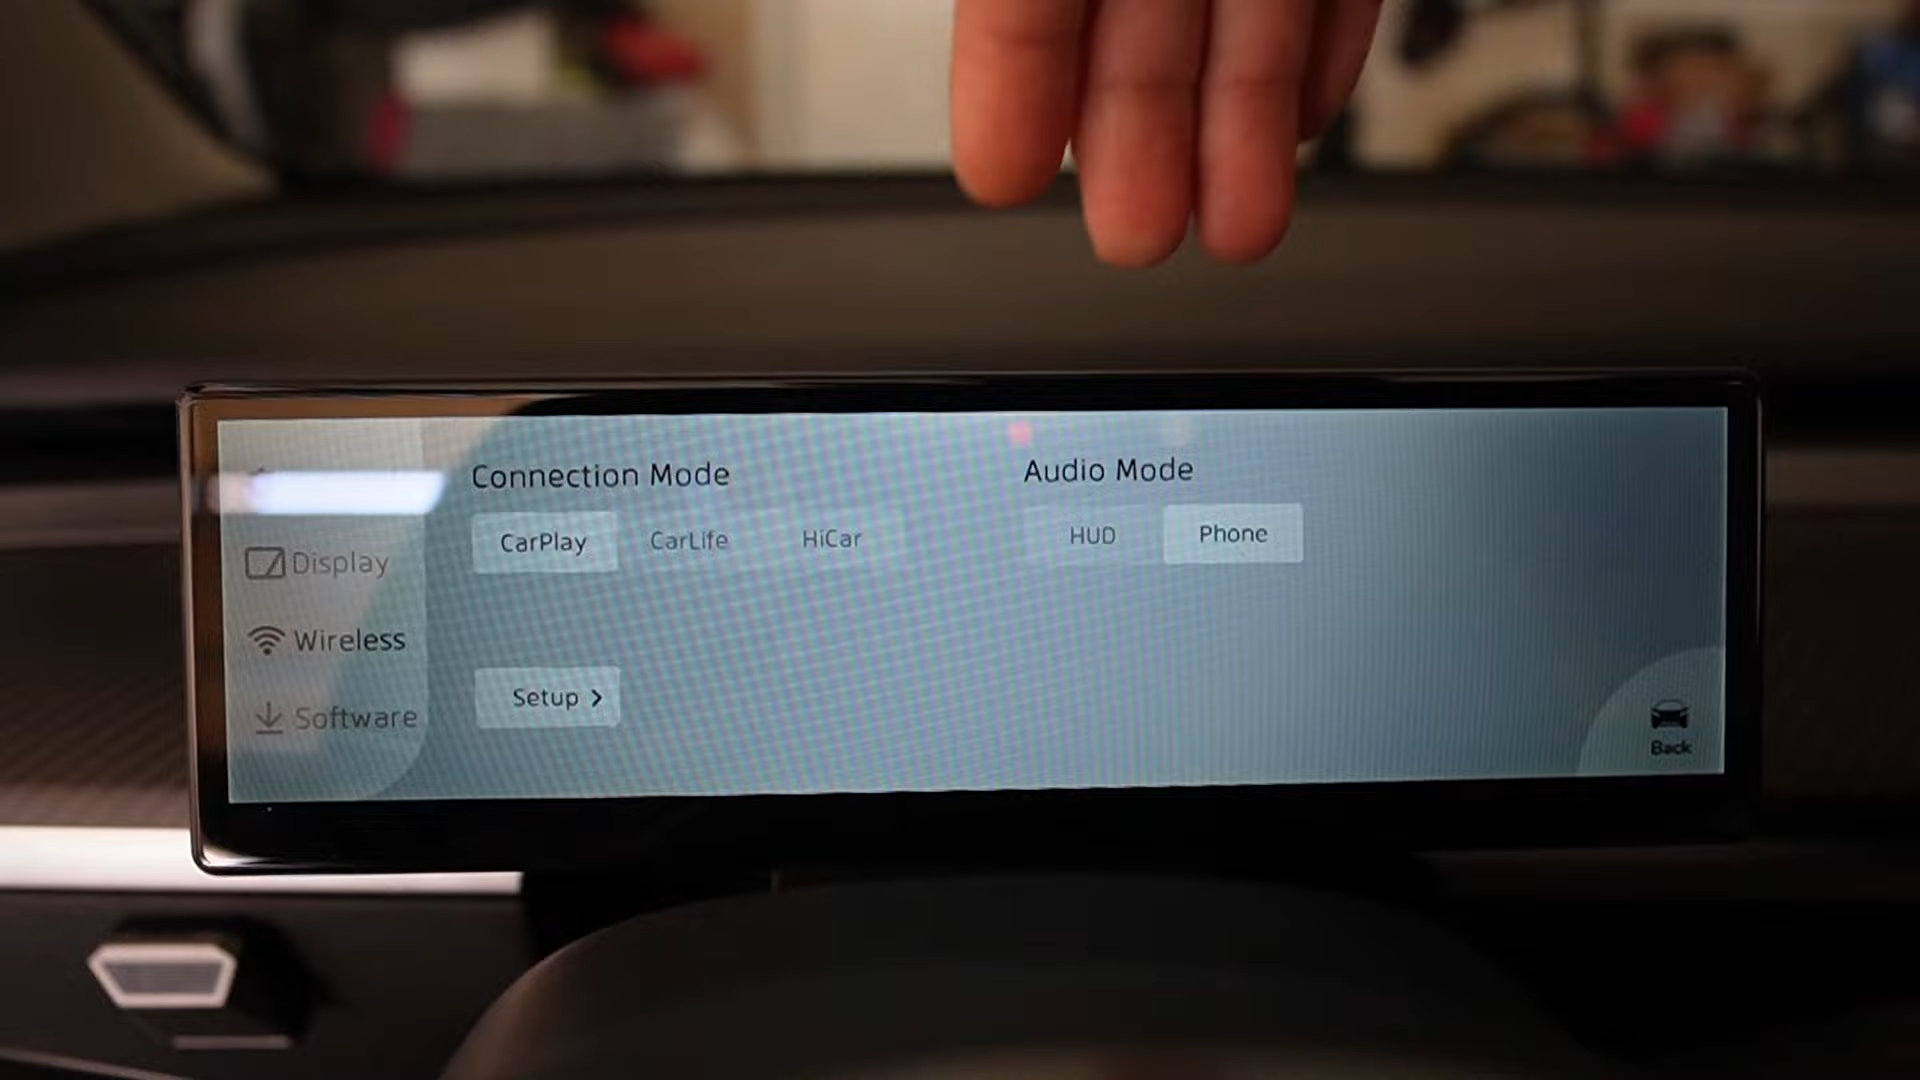 Connection Mode
CarPlay
CarLife
HiCar
Audio Mode
HUD
Phone
Display
Wireless
Software
Setup >
Back